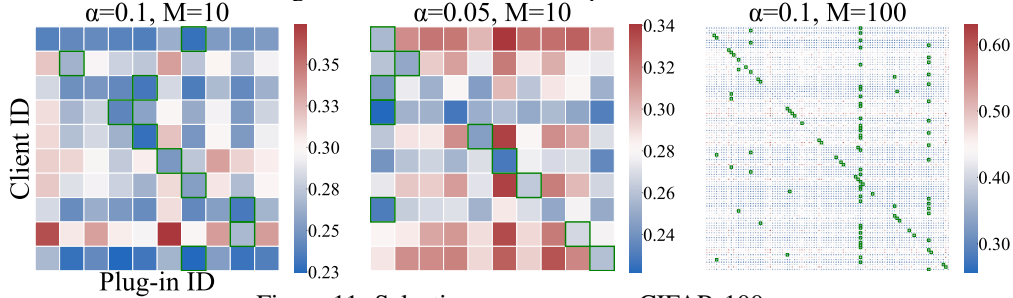 α=0.1, M=10
α=0.05, M=10
α=0.1, M=100
Client ID
Plug-in ID
0.35
0.33
0.30
0.28
0.25
0.23
0.34
0.32
0.30
0.28
0.26
0.24
0.60
0.50
0.40
0.30
CIFAR-100